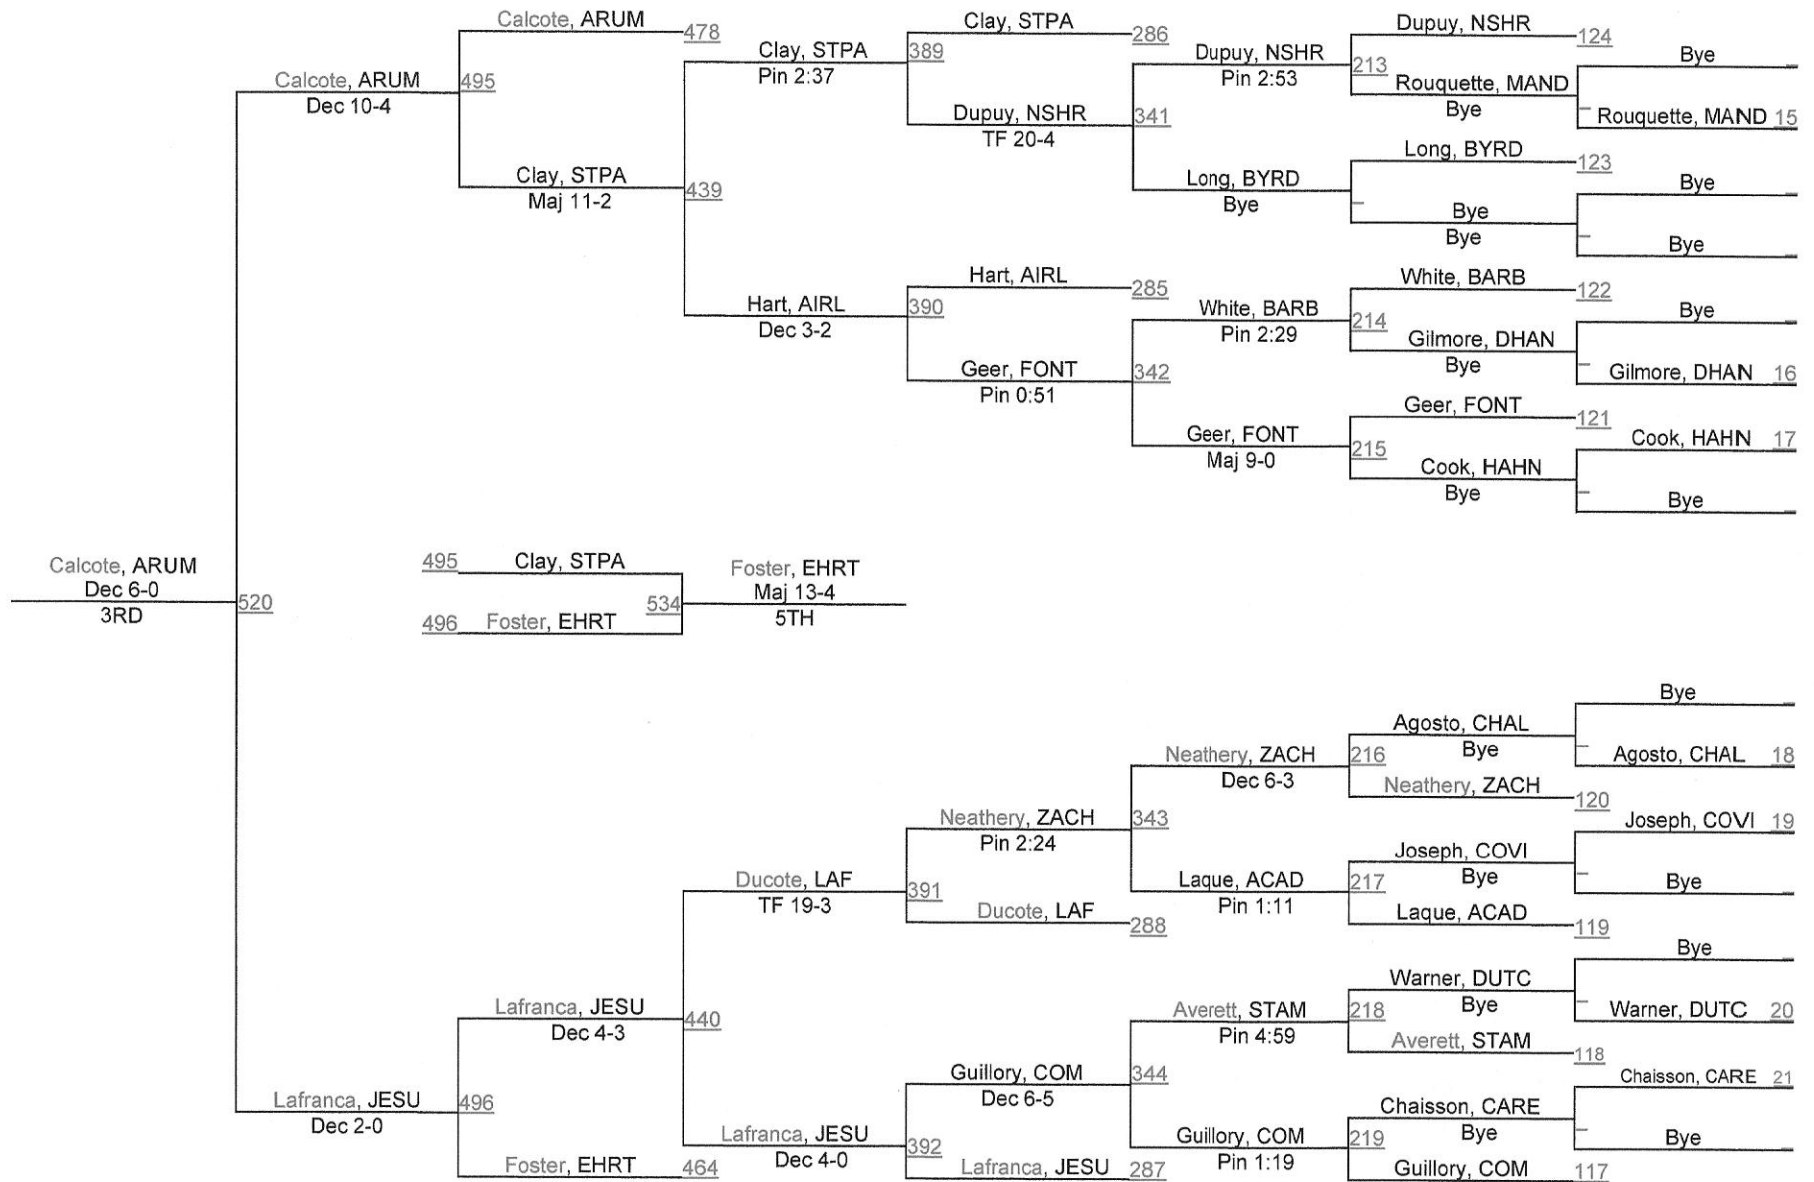 Calcote, ARUM
478
Clay, STPA
286
Dupuy, NSHR
124
Clay, STPA
Pin 2:37
389
Dupuy, NSHR
Pin 2:53
213
Bye
Calcote, ARUM
Dec 10-4
495
Rouquette, MAND
Bye
Dupuy, NSHR
TF 20-4
341
Rouquette, MAND 15
Long, BYRD
123
Clay, STPA
Maj 11-2
439
Long, BYRD
Bye
Bye
Bye
Bye
Bye
Hart, AIRL
285
White, BARB
122
Hart, AIRL
Dec 3-2
390
White, BARB
Pin 2:29
214
Bye
Gilmore, DHAN
Bye
Geer, FONT
Pin 0:51
342
Gilmore, DHAN 16
Geer, FONT
121
Geer, FONT
Maj 9-0
215
Cook, HAHN 17
Cook, HAHN
Bye
Bye
Calcote, ARUM
Dec 6-0
3RD
520
495 Clay, STPA
Foster, EHRT
Maj 13-4
5TH
534
496 Foster, EHRT
Bye
Agosto, CHAL
Bye
Neathery, ZACH
Dec 6-3
216
Agosto, CHAL 18
Neathery, ZACH
120
Neathery, ZACH
Pin 2:24
343
Joseph, COVI 19
Joseph, COVI
Bye
Ducote, LAF
TF 19-3
391
Laque, ACAD
Pin 1:11
217
Bye
Ducote, LAF
288
Laque, ACAD
119
Bye
Warner, DUTC
Bye
Lafranca, JESU
Dec 4-3
440
Averett, STAM
Pin 4:59
218
Warner, DUTC 20
Averett, STAM
118
Guillory, COM
Dec 6-5
344
Chaisson, CARE 21
Lafranca, JESU
Dec 2-0
496
Chaisson, CARE
Bye
Lafranca, JESU
Dec 4-0
392
Guillory, COM
Pin 1:19
219
Bye
Foster, EHRT
464
Lafranca, JESU
287
Guillory, COM
117